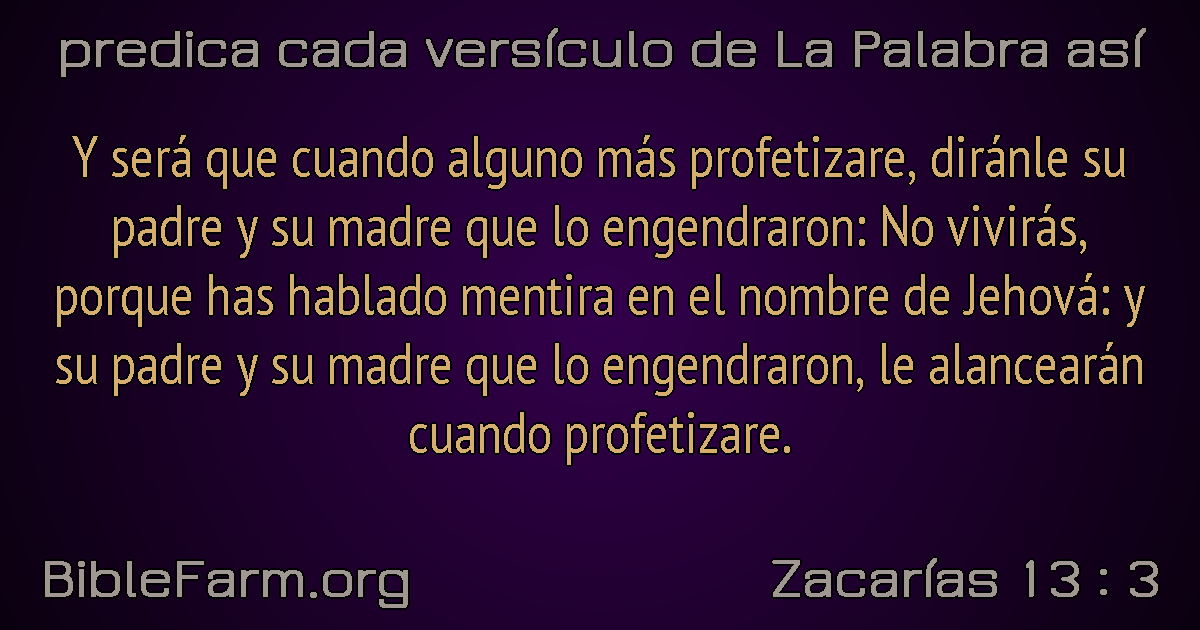 predica cada versículo de La Palabra así
Y será que cuando alguno más profetizare, diránle su
padre y su madre que lo engendraron: No vivirás,
porque has hablado mentira en el nombre de Jehová: y
su padre y su madre que lo engendraron, le alancearán
cuando profetizare.
BibleFarm.org
Zacarías 13 : 3